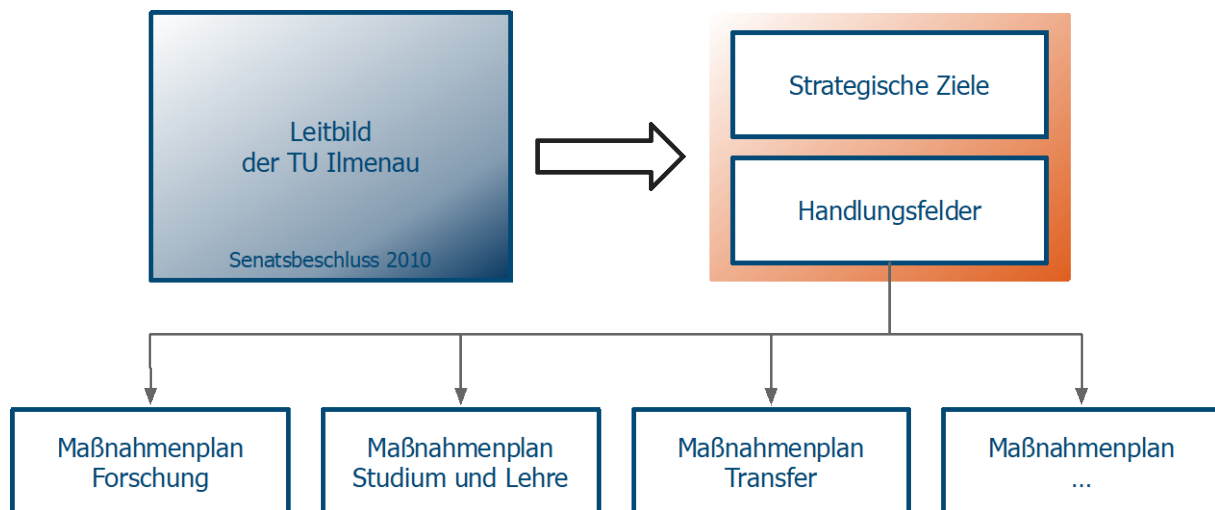 Leitbild
der TU Ilmenau
Senatsbeschluss 2010
Strategische Ziele
Handlungsfelder
Maßnahmenplan
Forschung
Maßnahmenplan
Studium und Lehre
Maßnahmenplan
Transfer
Maßnahmenplan
...